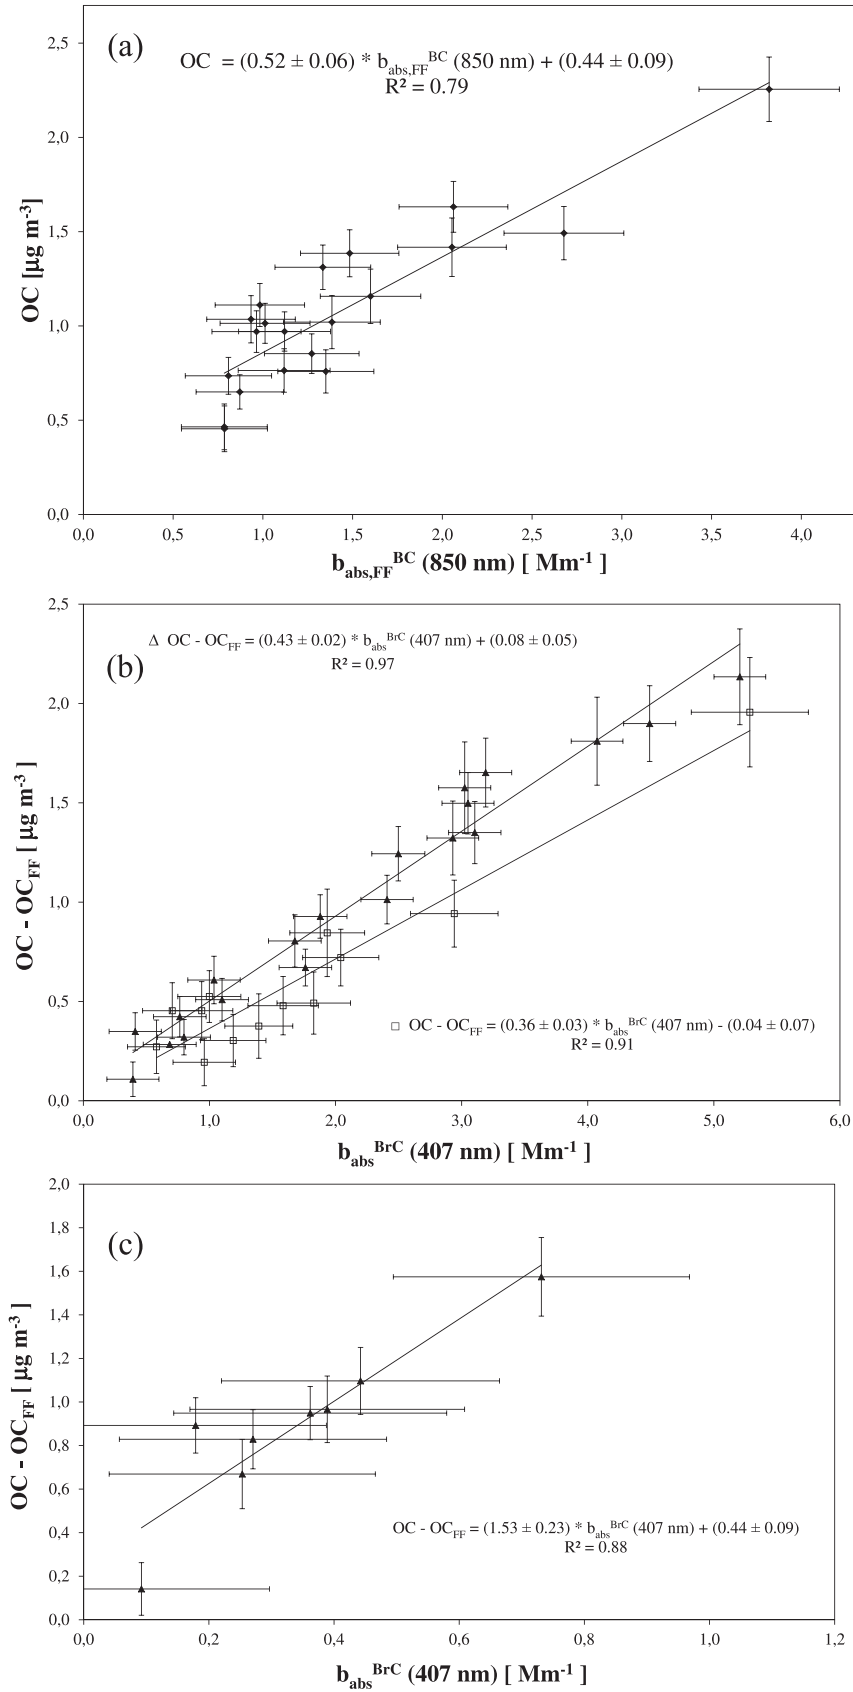 (a)
OC = (0.52 ± 0.06) * b_abs,FF^BC (850 nm) + (0.44 ± 0.09)
R² = 0.79
2,5
2,0
1,5
1,0
0,5
0,0
OC [µg m⁻³]
0,0 0,5 1,0 1,5 2,0 2,5 3,0 3,5 4,0
b_abs,FF^BC (850 nm) [ Mm⁻¹ ]
(b)
Δ OC - OC_FF = (0.43 ± 0.02) * b_abs^BrC (407 nm) + (0.08 ± 0.05)
R² = 0.97
2,5
2,0
1,5
1,0
0,5
0,0
OC - OC_FF [ µg m⁻³ ]
□ OC - OC_FF = (0.36 ± 0.03) * b_abs^BrC (407 nm) - (0.04 ± 0.07)
R² = 0.91
0,0 1,0 2,0 3,0 4,0 5,0 6,0
b_abs^BrC (407 nm) [ Mm⁻¹ ]
(c)
2,0
1,8
1,6
1,4
1,2
1,0
0,8
0,6
0,4
0,2
0,0
OC - OC_FF [ µg m⁻³ ]
OC - OC_FF = (1.53 ± 0.23) * b_abs^BrC (407 nm) + (0.44 ± 0.09)
R² = 0.88
0,0 0,2 0,4 0,6 0,8 1,0 1,2
b_abs^BrC (407 nm) [ Mm⁻¹ ]